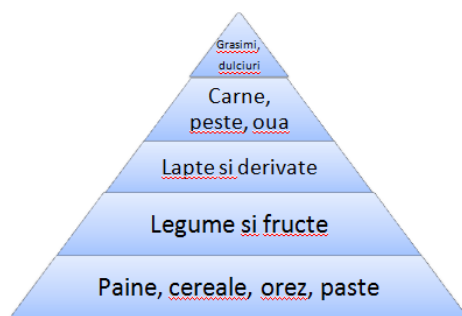 Grasimi,
dulciuri
Carne,
peste, oua
Lapte si derivate
Legume si fructe
Paine, cereale, orez, paste